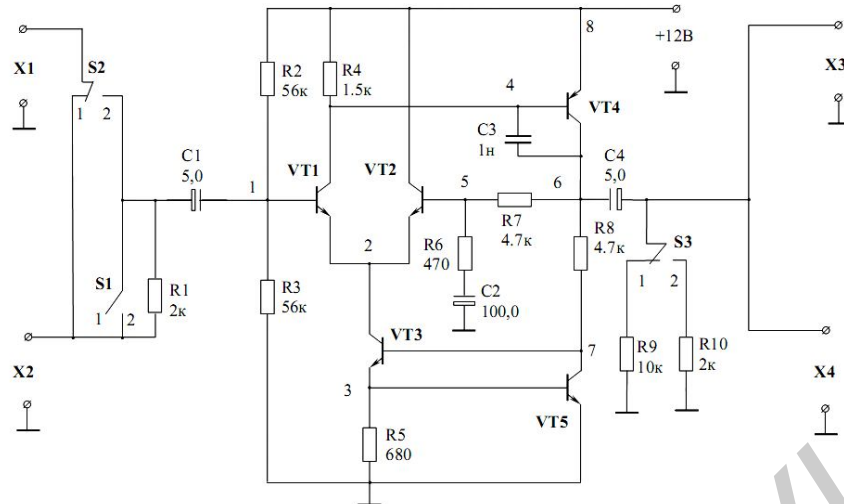 8
+12В
X1
S2
R2
56к
R4
1.5к
4
VT4
X3
1 2
C3
1н
C1
5,0
1
VT1
VT2
5
6
C4
5,0
R7
4.7к
R8
4.7к
2
R6
470
S3
S1
R1
2к
R3
56к
C2
100,0
1 2
1 2
VT3
7
R9
10к
R10
2к
X2
3
VT5
X4
R5
680